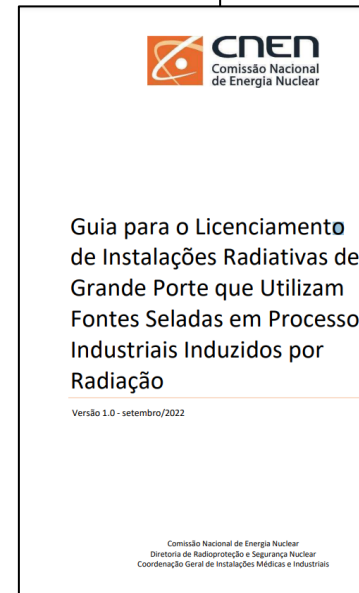 CNEN
Comissão Nacional
de Energia Nuclear
Guia para o Licenciamento
de Instalações Radiativas de
Grande Porte que Utilizam
Fontes Seladas em Processo
Industriais Induzidos por
Radiação
Versão 1.0 - setembro/2022
Comissão Nacional de Energia Nuclear
Diretoria de Radioproteção e Segurança Nuclear
Coordenação Geral de Instalações Médicas e Industriais